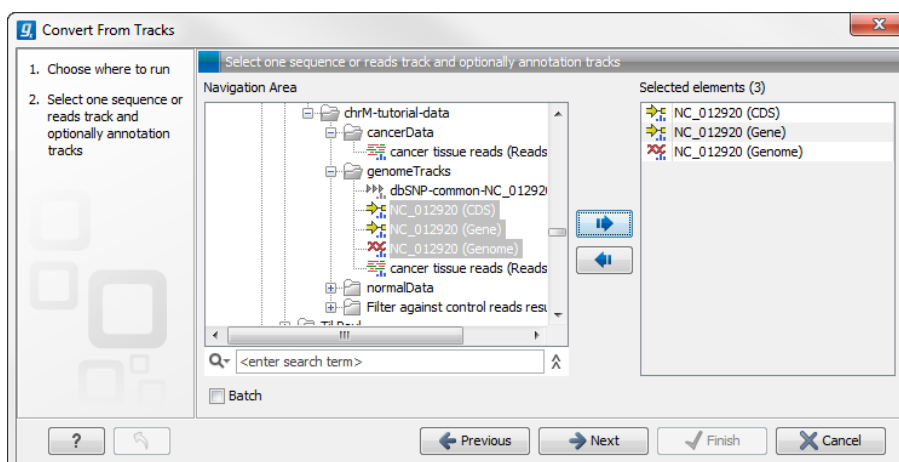 Convert From Tracks
1. Choose where to run
2. Select one sequence or
reads track and
optionally annotation
tracks
Select one sequence or reads track and optionally annotation tracks
Navigation Area
chrM-tutorial-data
cancerData
cancer tissue reads (Reads
genomeTracks
dbSNP-common-NC_012920
NC_012920 (CDS)
NC_012920 (Gene)
NC_012920 (Genome)
cancer tissue reads (Reads
normalData
Filter against control reads resu
<enter search term>
Batch
Selected elements (3)
NC_012920 (CDS)
NC_012920 (Gene)
NC_012920 (Genome)
?
Previous
Next
Finish
Cancel